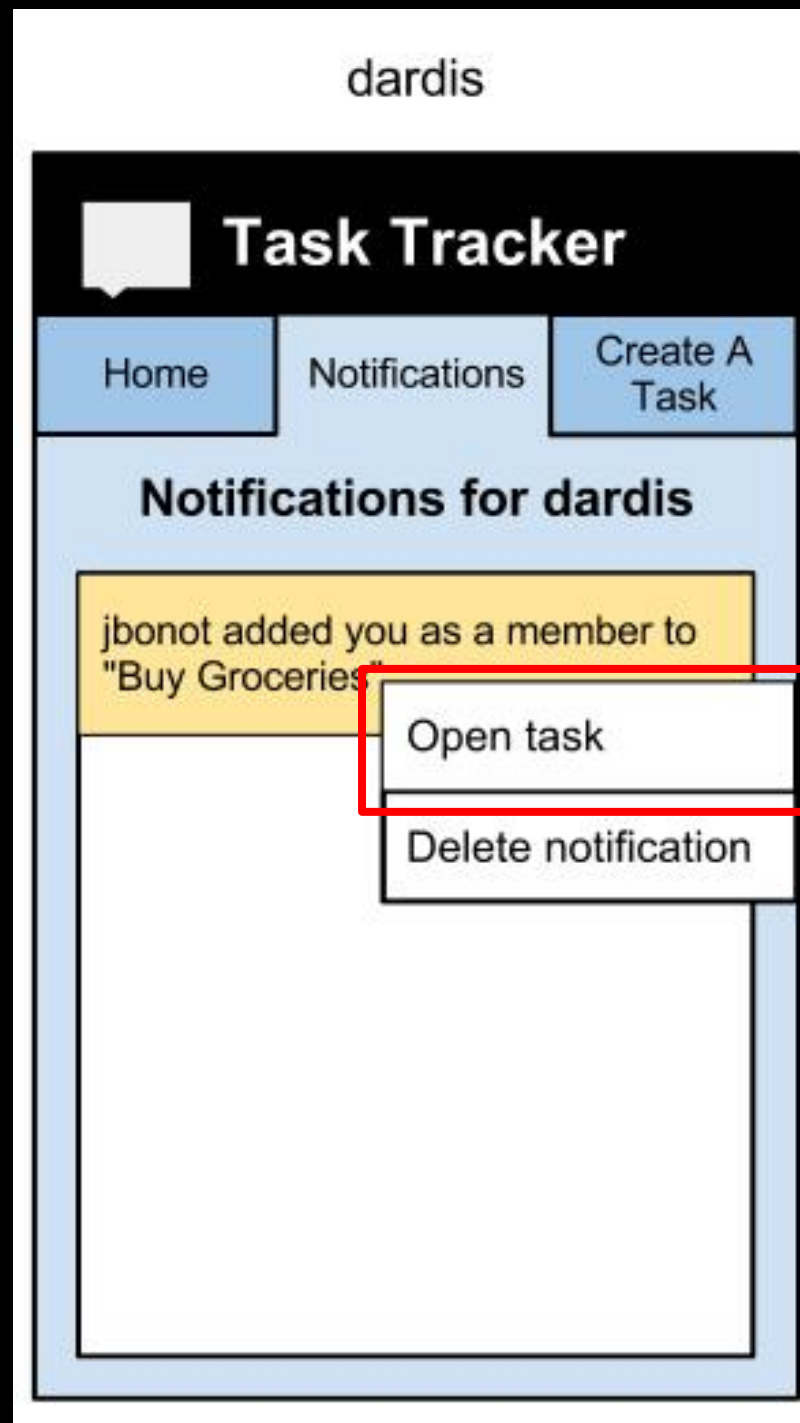 dardis
Task Tracker
Home
Notifications
Create A
Task
Notifications for dardis
jbonot added you as a member to
"Buy Groceries"
Open task
Delete notification